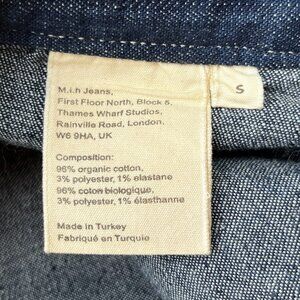 M.i.h Jeans,
First Floor North, Block 5,
Thames Wharf Studios,
Rainville Road, London.
W6 9HA, UK
Composition:
96% organic cotton,
3% polyester, 1% elastane
96% coton biologique,
3% polyester, 1% élasthanne
Made in Turkey
Fabriqué en Turquie
S